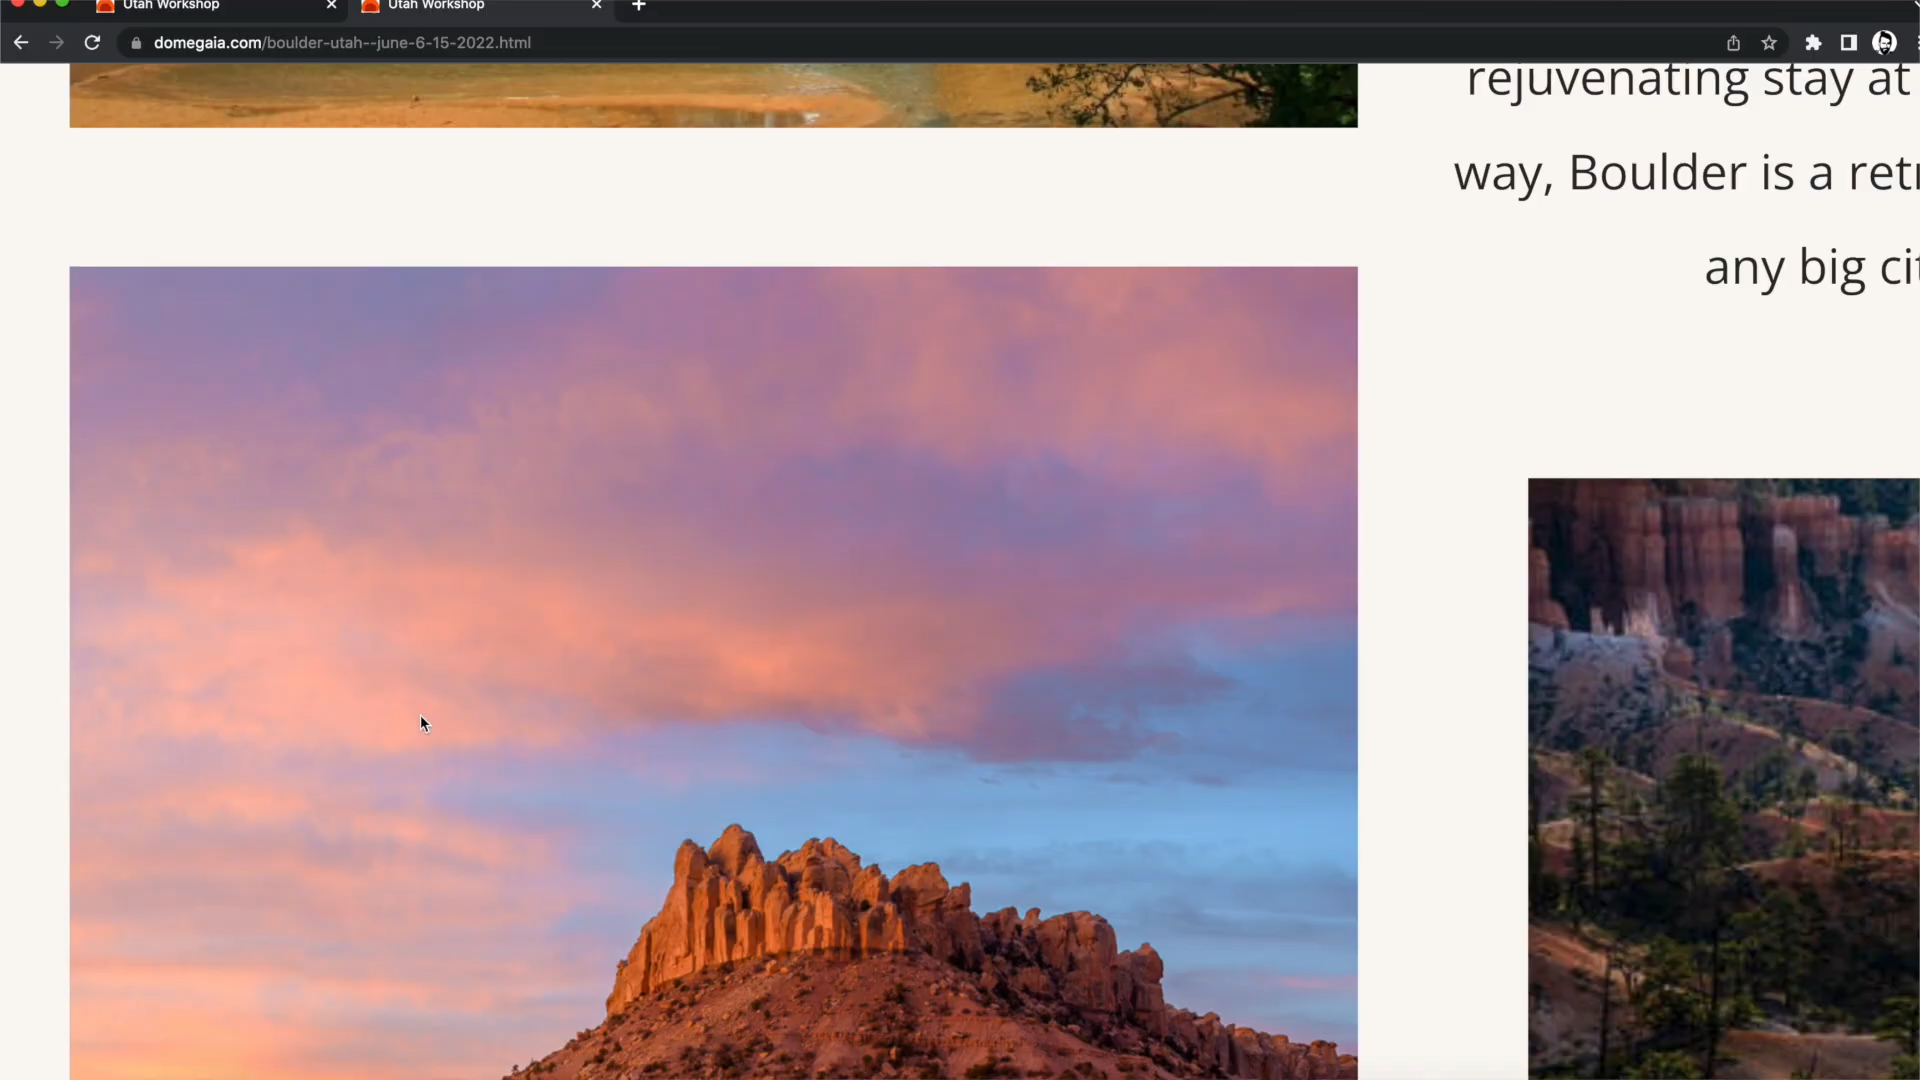 Utah Workshop
Utah Workshop
domegaia.com/boulder-utah--june-6-15-2022.html
rejuvenating stay at
way, Boulder is a
any big